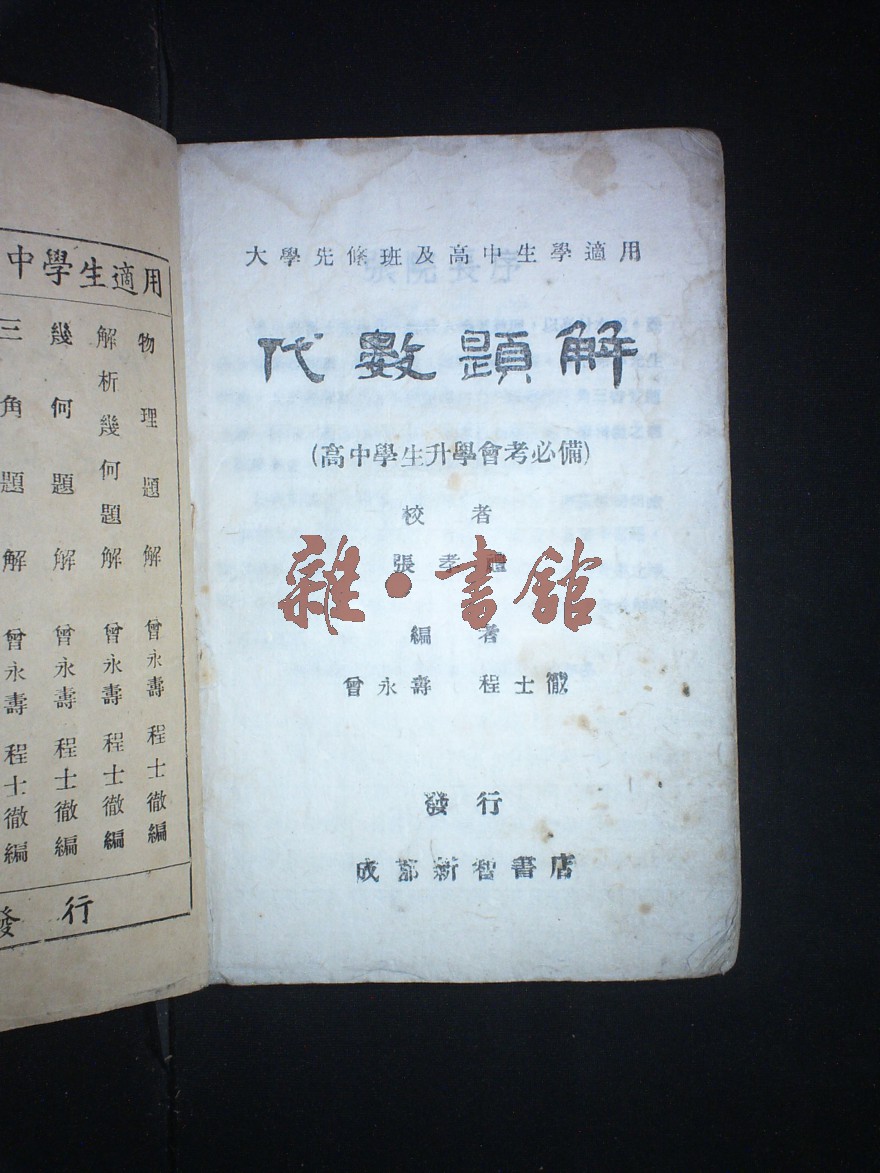 大學先修班及高中生學適用
代數題解
(高中學生升學會考必備)
校者
張孝禮
編者
曾永壽 程士徹
發行
成都新智書店
雜·書館
中學生適用
物理題解 曾永壽 程士徹編
解析幾何題解 曾永壽 程士徹編
幾何題解 曾永壽 程士徹編
三角題解 曾永壽 程士徹編
發行